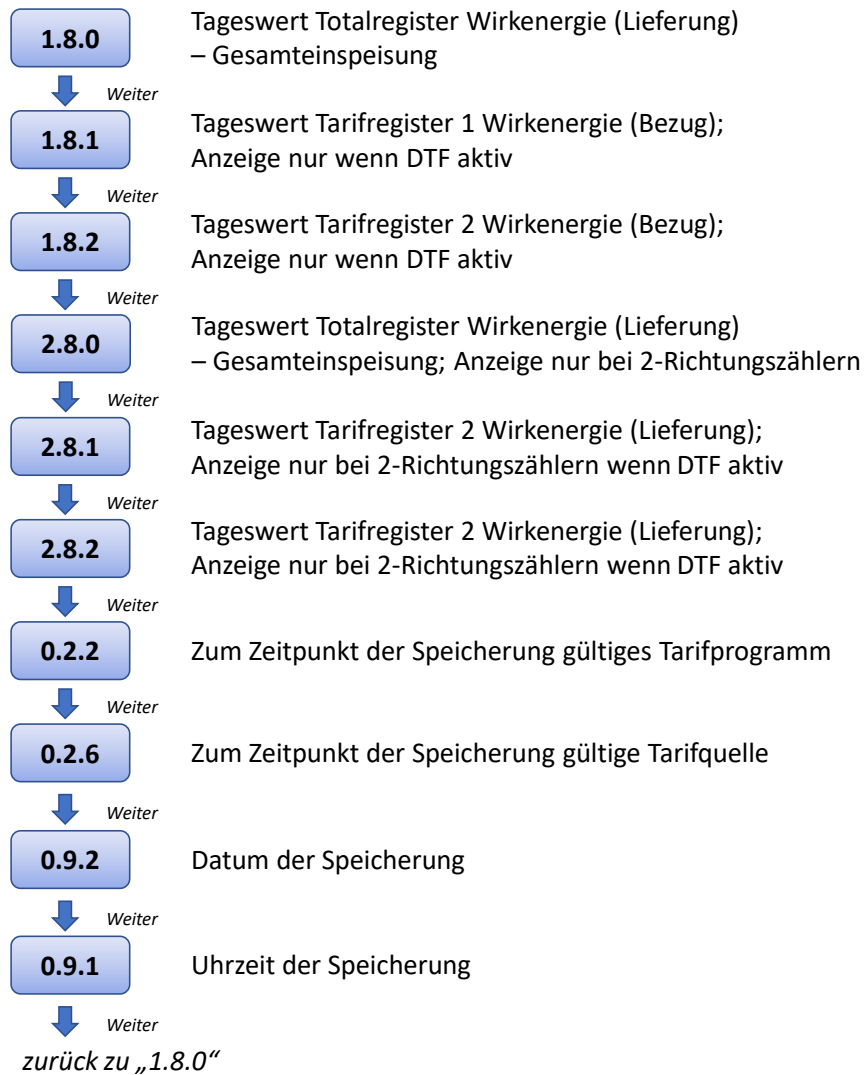 1.8.0
Tageswert Totalregister Wirkenergie (Lieferung)
– Gesamteinspeisung
Weiter
1.8.1
Tageswert Tarifregister 1 Wirkenergie (Bezug);
Anzeige nur wenn DTF aktiv
Weiter
1.8.2
Tageswert Tarifregister 2 Wirkenergie (Bezug);
Anzeige nur wenn DTF aktiv
Weiter
2.8.0
Tageswert Totalregister Wirkenergie (Lieferung)
– Gesamteinspeisung; Anzeige nur bei 2-Richtungszählern
Weiter
2.8.1
Tageswert Tarifregister 2 Wirkenergie (Lieferung);
Anzeige nur bei 2-Richtungszählern wenn DTF aktiv
Weiter
2.8.2
Tageswert Tarifregister 2 Wirkenergie (Lieferung);
Anzeige nur bei 2-Richtungszählern wenn DTF aktiv
Weiter
0.2.2
Zum Zeitpunkt der Speicherung gültiges Tarifprogramm
Weiter
0.2.6
Zum Zeitpunkt der Speicherung gültige Tarifquelle
Weiter
0.9.2
Datum der Speicherung
Weiter
0.9.1
Uhrzeit der Speicherung
Weiter
zurück zu „1.8.0“